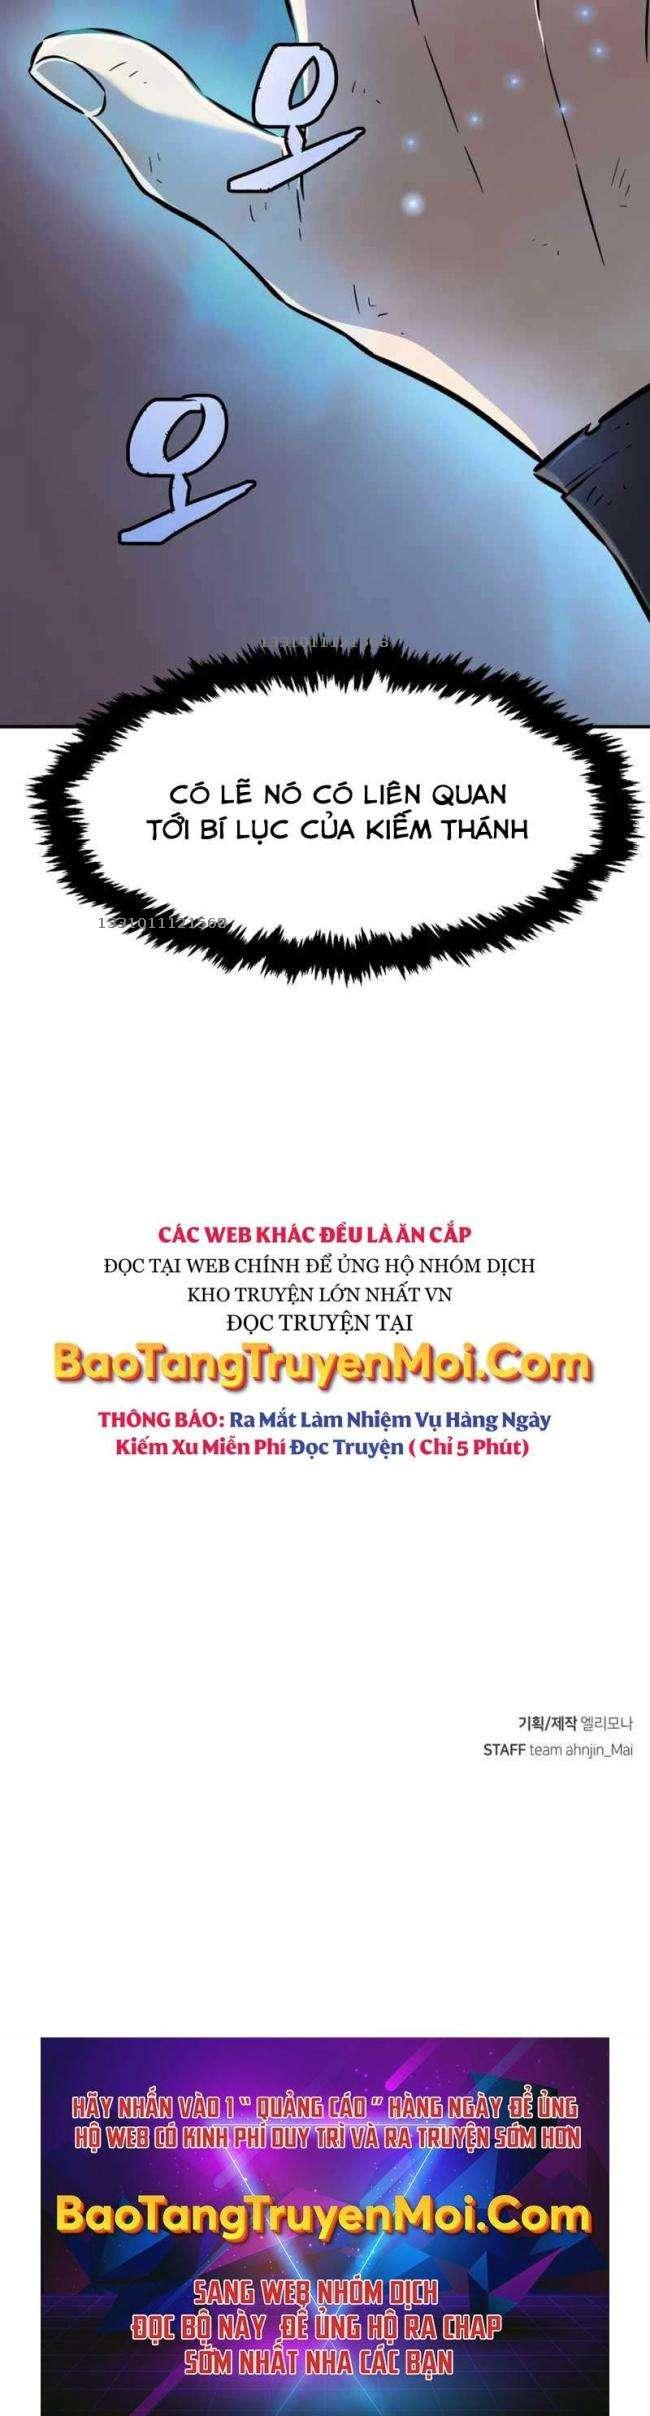 오
오
1331011121568
CÓ LẼ NÓ CÓ LIÊN QUAN
TỚI BÍ LỤC CỦA KIẾM THÁNH
1331011121568
CÁC WEB KHÁC ĐỀU LÀ ĂN CẮP
ĐỌC TẠI WEB CHÍNH ĐỂ ỦNG HỘ NHÓM DỊCH
KHO TRUYỆN LỚN NHẤT VN
ĐỌC TRUYỆN TẠI
BaoTangTruyenMoi.Com
THÔNG BÁO: Ra Mắt Làm Nhiệm Vụ Hàng Ngày
Kiếm Xu Miễn Phí Đọc Truyện ( Chỉ 5 Phút)
기획/제작 엘리모나
STAFF team ahnjin_Mai
HÃY NHẤN VÀO 1 " QUẢNG CÁO " HÀNG NGÀY ĐỂ ỦNG
HỘ WEB CÓ KINH PHÍ DUY TRÌ VÀ RA TRUYỆN SỚM HƠN
BaoTangTruyenMoi.Com
SANG WEB NHÓM DỊCH
ĐỌC BỘ NÀY ĐỂ ỦNG HỘ RA CHAP
SỚM NHẤT NHA CÁC BẠN